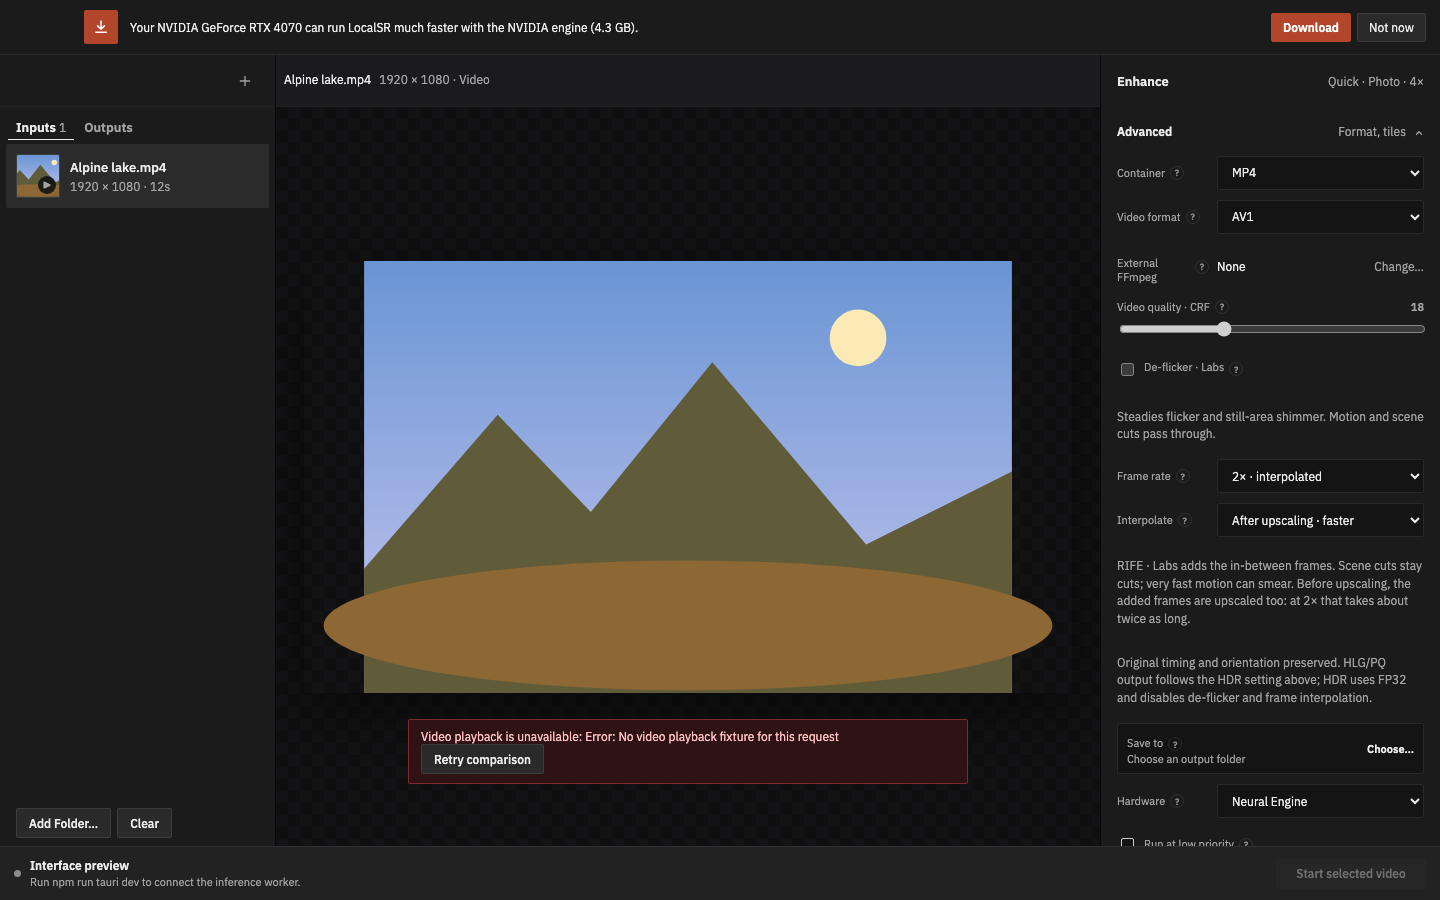 Your NVIDIA GeForce RTX 4070 can run LocalSR much faster with the NVIDIA engine (4.3 GB).
Download
Not now
Inputs 1
Outputs
Alpine lake.mp4
1920 × 1080 · 12s
Add Folder...
Clear
Alpine lake.mp4 1920 × 1080 · Video
Video playback is unavailable: Error: No video playback fixture for this request
Retry comparison
Enhance
Quick · Photo · 4×
Advanced
Format, tiles
Container ?
MP4
Video format ?
AV1
External
FFmpeg
?
None
Change...
Video quality · CRF ?
18
De-flicker · Labs ?
Steadies flicker and still-area shimmer. Motion and scene
cuts pass through.
Frame rate ?
2× · interpolated
Interpolate ?
After upscaling · faster
RIFE · Labs adds the in-between frames. Scene cuts stay
cuts; very fast motion can smear. Before upscaling, the
added frames are upscaled too: at 2× that takes about
twice as long.
Original timing and orientation preserved. HLG/PQ
output follows the HDR setting above; HDR uses FP32
and disables de-flicker and frame interpolation.
Save to ?
Choose an output folder
Choose...
Hardware ?
Neural Engine
Run at low priority ?
Interface preview
Run npm run tauri dev to connect the inference worker.
Start selected video